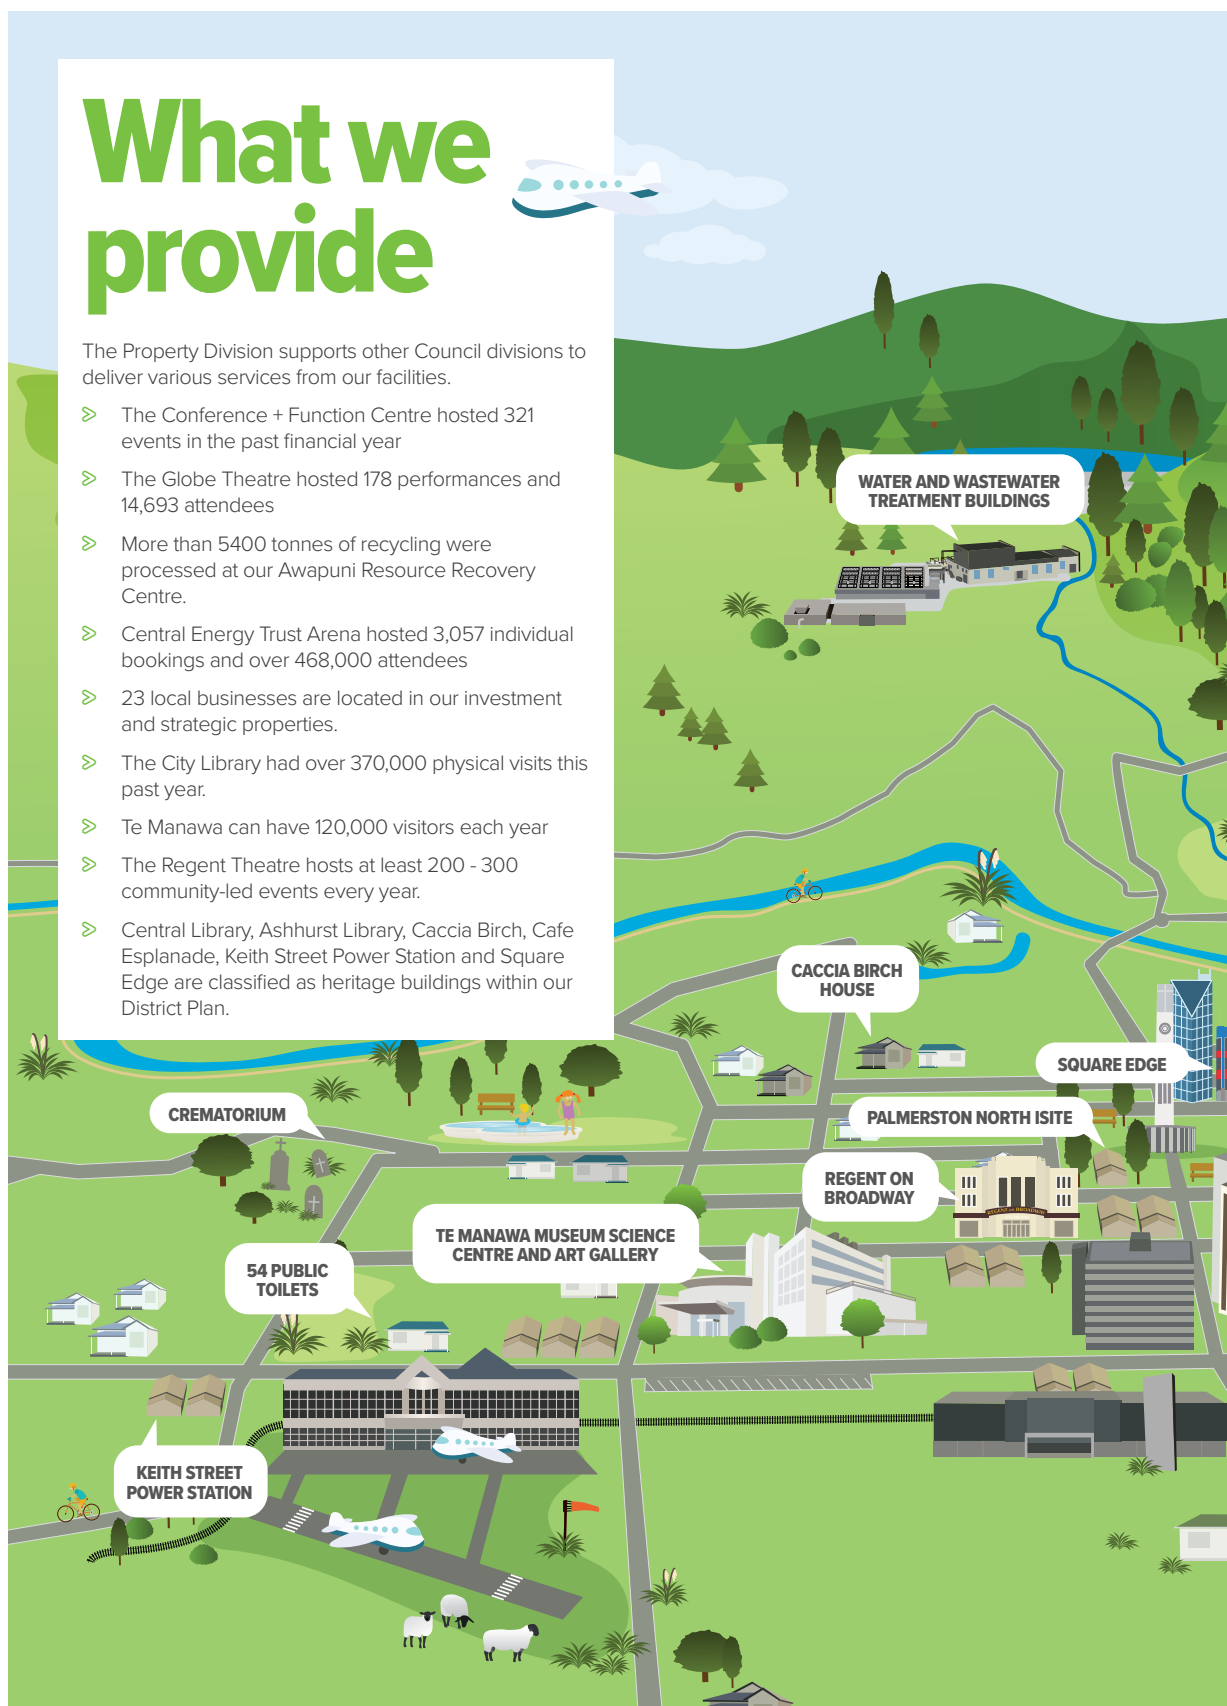 What we
provide
The Property Division supports other Council divisions to
deliver various services from our facilities.
The Conference + Function Centre hosted 321
events in the past financial year
The Globe Theatre hosted 178 performances and
14,693 attendees
More than 5400 tonnes of recycling were
processed at our Awapuni Resource Recovery
Centre.
Central Energy Trust Arena hosted 3,057 individual
bookings and over 468,000 attendees
23 local businesses are located in our investment
and strategic properties.
The City Library had over 370,000 physical visits this
past year.
Te Manawa can have 120,000 visitors each year
The Regent Theatre hosts at least 200 - 300
community-led events every year.
Central Library, Ashhurst Library, Caccia Birch, Cafe
Esplanade, Keith Street Power Station and Square
Edge are classified as heritage buildings within our
District Plan.
WATER AND WASTEWATER
TREATMENT BUILDINGS
CACCIA BIRCH
HOUSE
SQUARE EDGE
CREMATORIUM
PALMERSTON NORTH ISITE
REGENT ON
BROADWAY
REGENT ON BROADWAY
TE MANAWA MUSEUM SCIENCE
CENTRE AND ART GALLERY
54 PUBLIC
TOILETS
KEITH STREET
POWER STATION